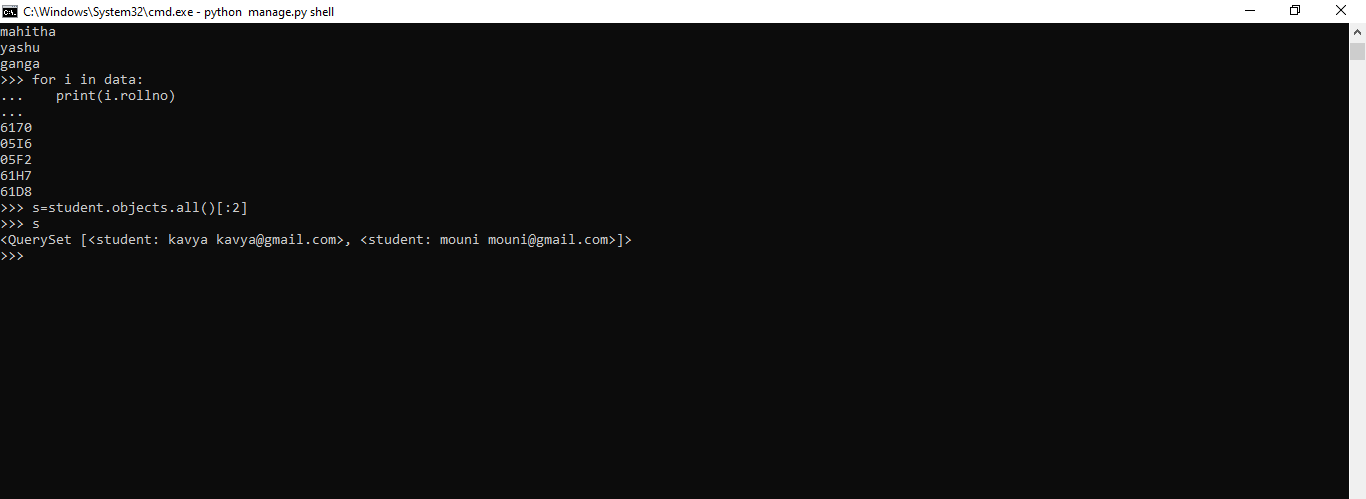 C:\Windows\System32\cmd.exe - python  manage.py shell
mahitha
yashu
ganga
>>> for i in data:
...    print(i.rollno)
...
6170
05I6
05F2
61H7
61D8
>>> s=student.objects.all()[:2]
>>> s
<QuerySet [<student: kavya kavya@gmail.com>, <student: mouni mouni@gmail.com>]>
>>>